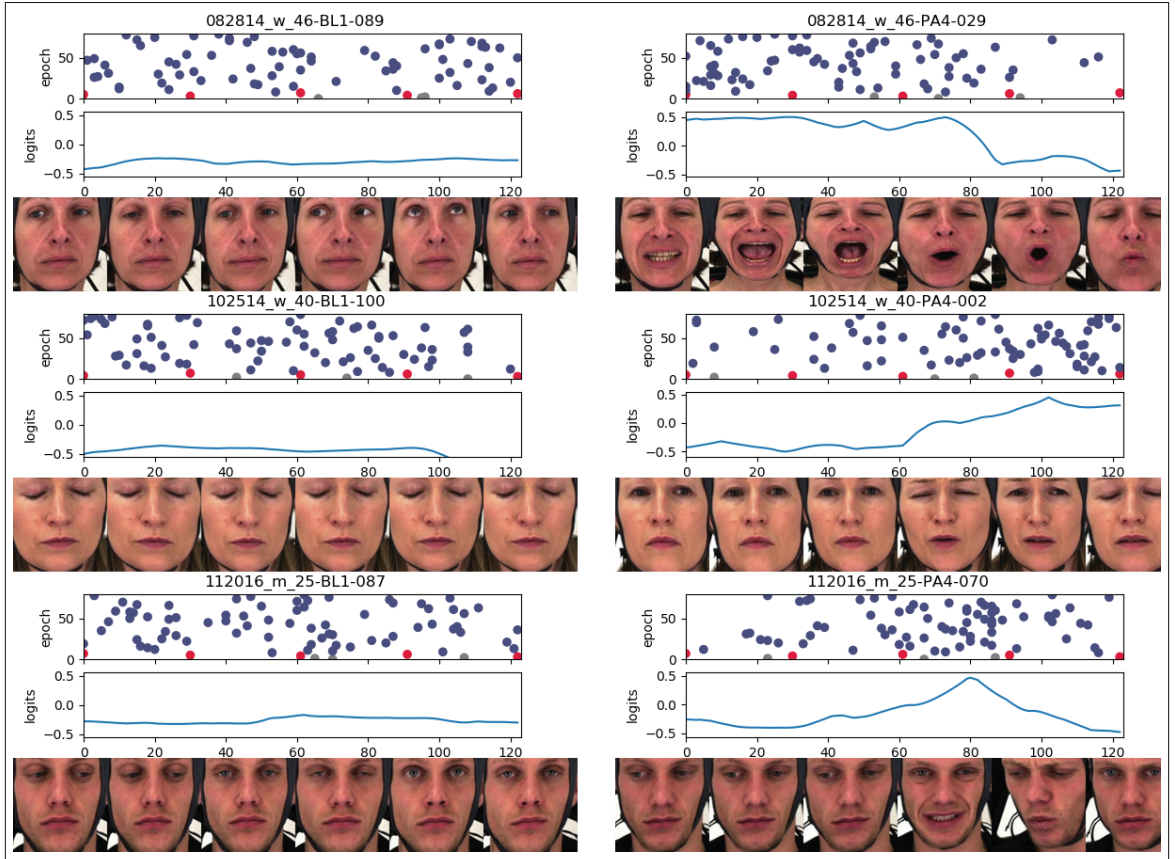 082814_w_46-BL1-089
epoch
50
0
logits
0.5
0.0
−0.5
0 20 40 60 80 100 120
082814_w_46-PA4-029
epoch
50
0
logits
0.5
0.0
−0.5
0 20 40 60 80 100 120
102514_w_40-BL1-100
epoch
50
0
logits
0.5
0.0
−0.5
0 20 40 60 80 100 120
102514_w_40-PA4-002
epoch
50
0
logits
0.5
0.0
−0.5
0 20 40 60 80 100 120
112016_m_25-BL1-087
epoch
50
0
logits
0.5
0.0
−0.5
0 20 40 60 80 100 120
112016_m_25-PA4-070
epoch
50
0
logits
0.5
0.0
−0.5
0 20 40 60 80 100 120